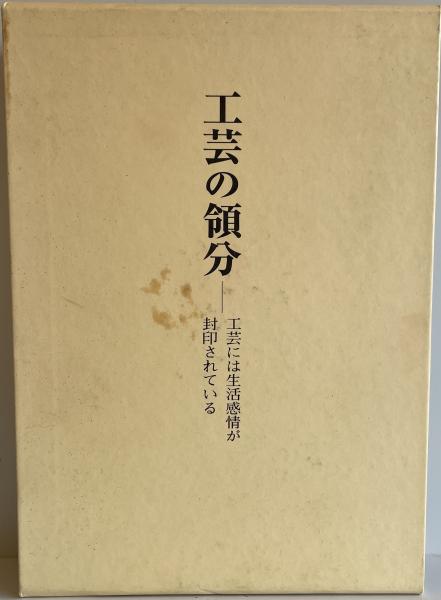 工芸の領分—
工芸には生活感情が
封印されている